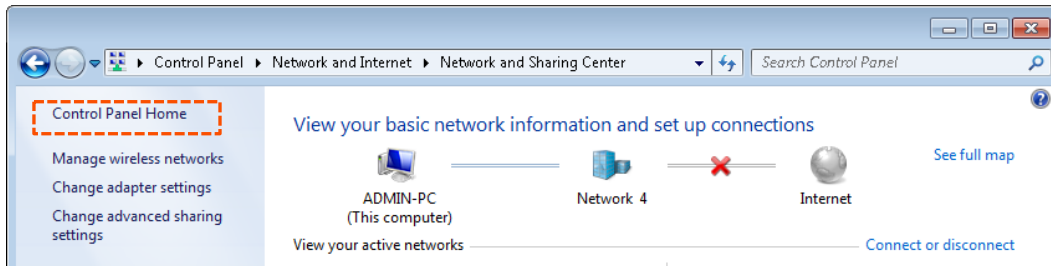 Control Panel Network and Internet Network and Sharing Center Search Control Panel
Control Panel Home
Manage wireless networks
Change adapter settings
Change advanced sharing
settings
View your basic network information and set up connections
See full map
ADMIN-PC
(This computer)
Network 4
Internet
View your active networks
Connect or disconnect